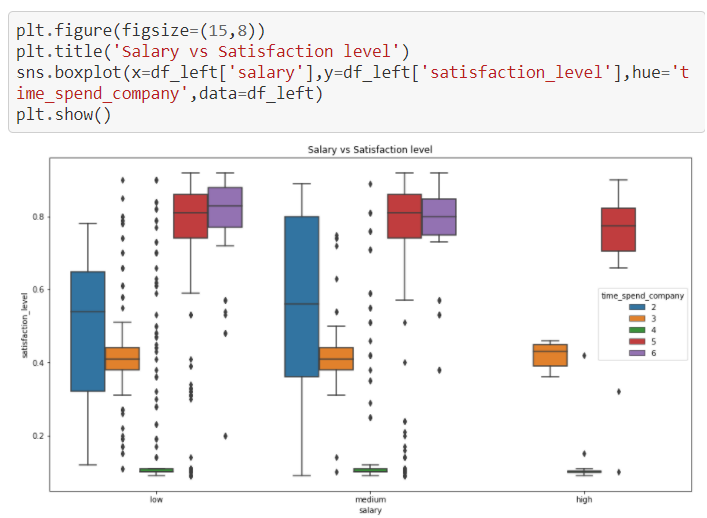 plt.figure(figsize=(15,8))
plt.title('Salary vs Satisfaction level')
sns.boxplot(x=df_left['salary'],y=df_left['satisfaction_level'],hue='t
ime_spend_company',data=df_left)
plt.show()
Salary vs Satisfaction level
0.8
0.6
0.4
0.2
satisfaction_level
time_spend_company
2
3
4
5
6
low
medium
high
salary